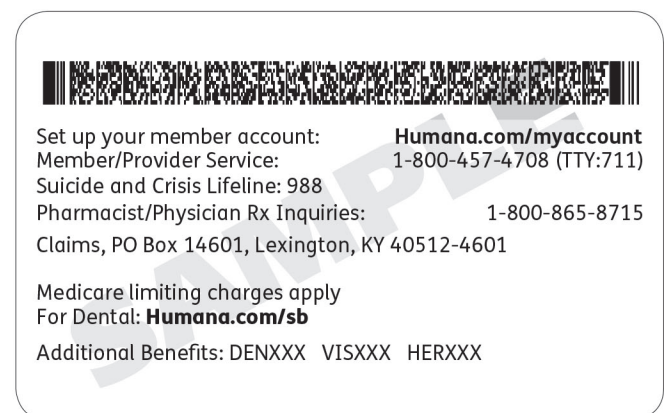 Set up your member account: Humana.com/myaccount
Member/Provider Service: 1-800-457-4708 (TTY:711)
Suicide and Crisis Lifeline: 988
Pharmacist/Physician Rx Inquiries: 1-800-865-8715
Claims, PO Box 14601, Lexington, KY 40512-4601
Medicare limiting charges apply
For Dental: Humana.com/sb
Additional Benefits: DENXXX VISXXX HERXXX
SAMPLE